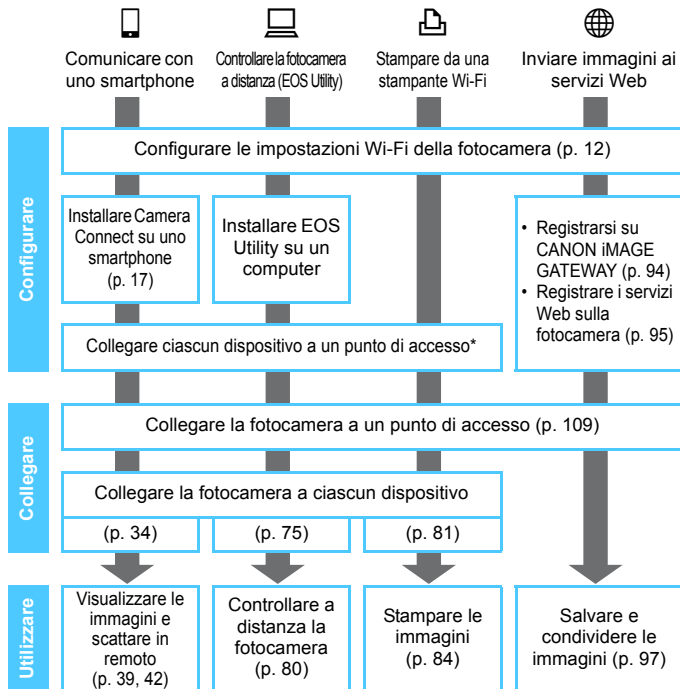 Comunicare con
uno smartphone
Controllare la fotocamera
a distanza (EOS Utility)
Stampare da una
stampante Wi-Fi
Inviare immagini ai
servizi Web
Configurare
Configurare le impostazioni Wi-Fi della fotocamera (p. 12)
Installare Camera
Connect su uno
smartphone
(p. 17)
Installare EOS
Utility su un
computer
• Registrarsi su
CANON iMAGE
GATEWAY (p. 94)
• Registrare i servizi
Web sulla
fotocamera (p. 95)
Collegare ciascun dispositivo a un punto di accesso*
Collegare
Collegare la fotocamera a un punto di accesso (p. 109)
Collegare la fotocamera a ciascun dispositivo
(p. 34)
(p. 75)
(p. 81)
Utilizzare
Visualizzare le
immagini e
scattare in
remoto
(p. 39, 42)
Controllare a
distanza la
fotocamera
(p. 80)
Stampare le
immagini
(p. 84)
Salvare e
condividere le
immagini (p. 97)